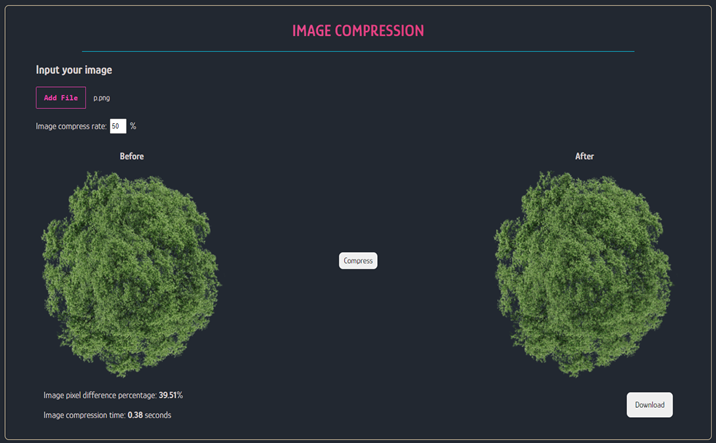 IMAGE COMPRESSION
Input your image
Add File p.png
Image compress rate: 50 %
Before After
Compress
Image pixel difference percentage: 39.51%
Download
Image compression time: 0.38 seconds